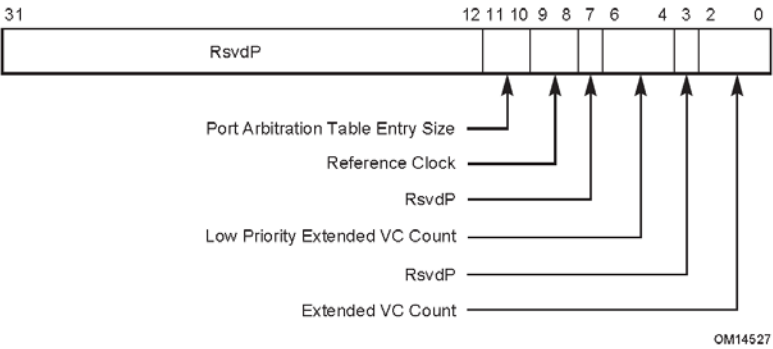 31 12 11 10 9 8 7 6 4 3 2 0
RsvdP
Port Arbitration Table Entry Size
Reference Clock
RsvdP
Low Priority Extended VC Count
RsvdP
Extended VC Count
OM14527